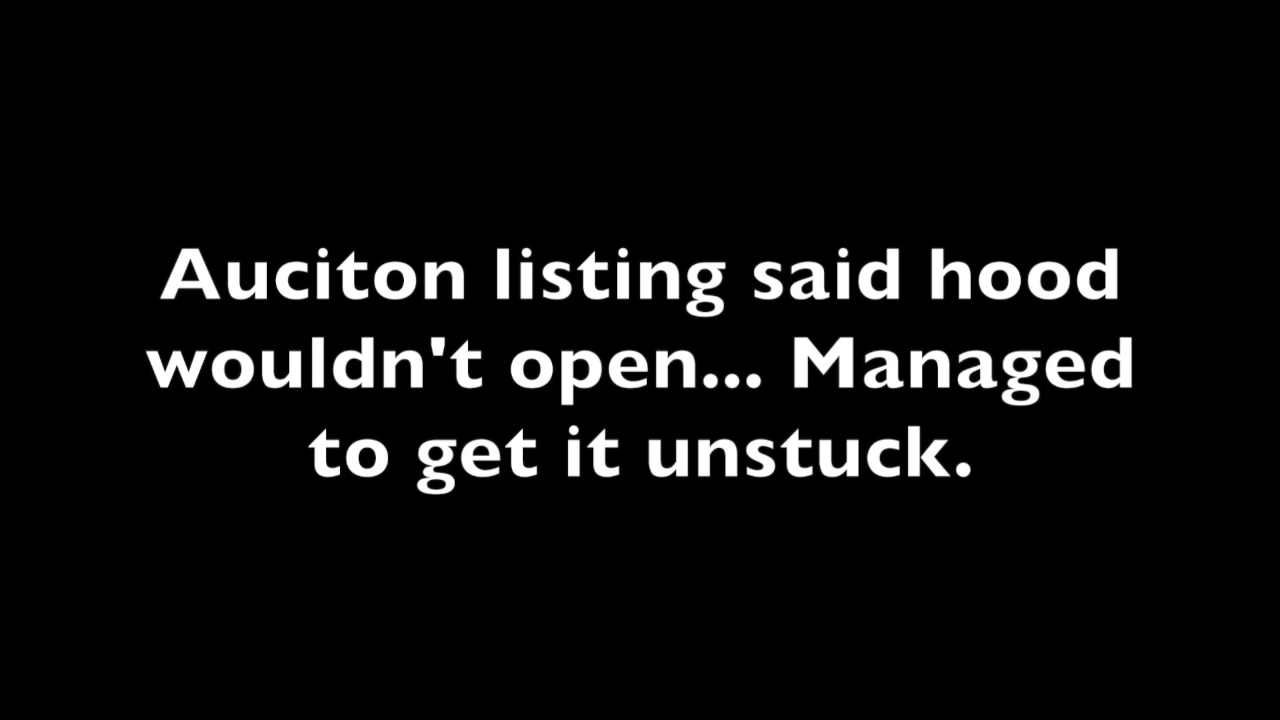 Auciton listing said hood
wouldn't open... Managed
to get it unstuck.